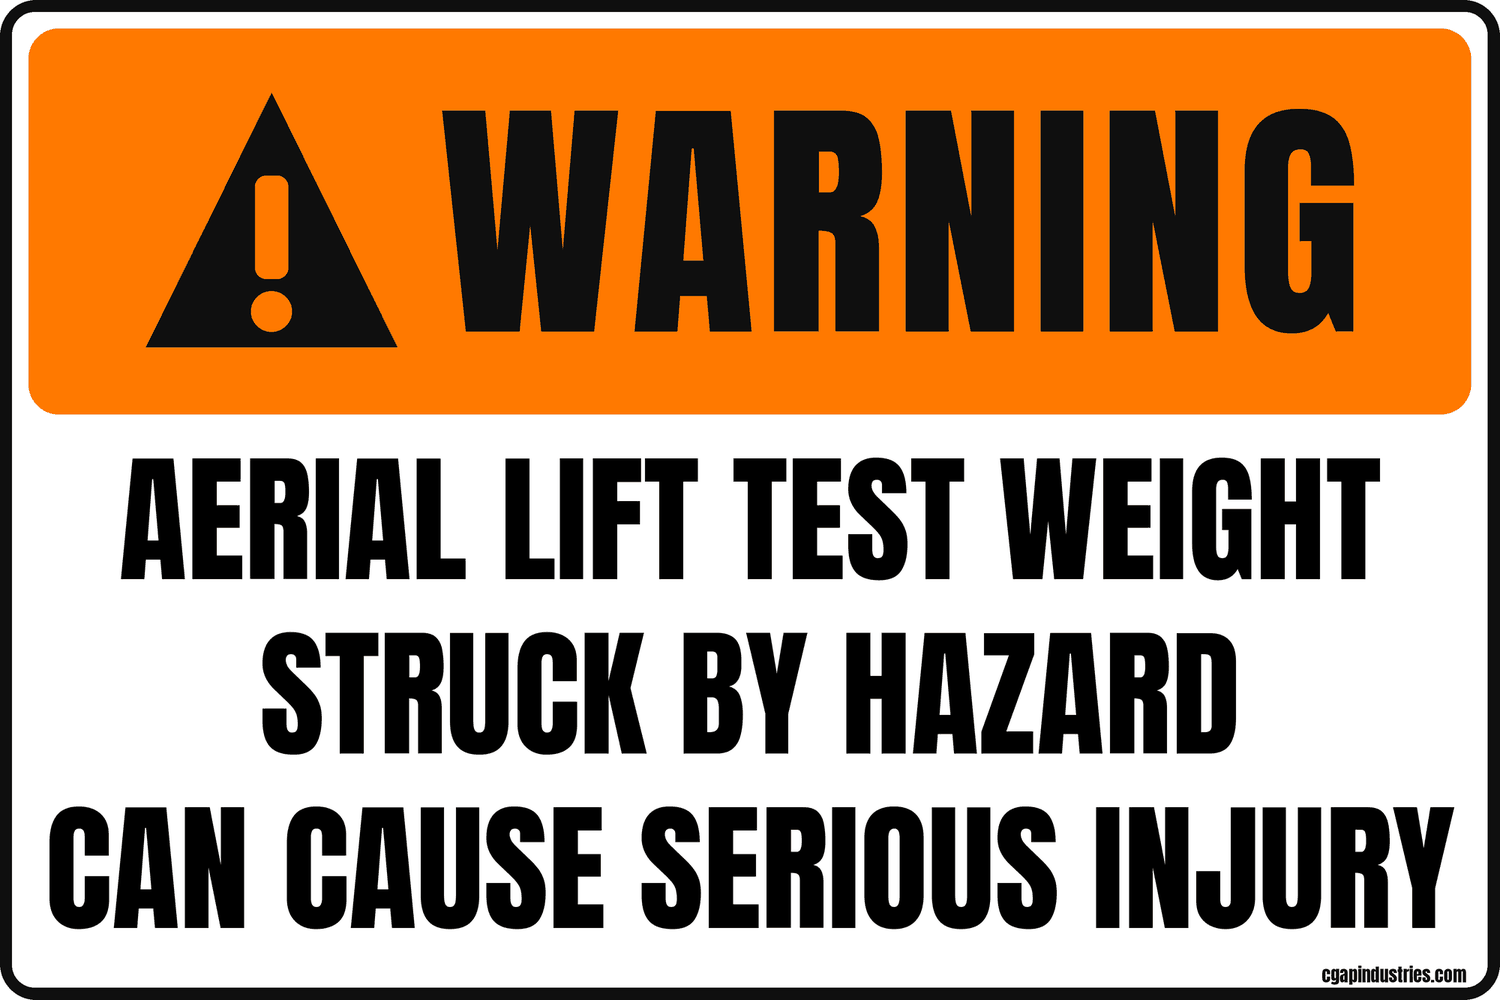 WARNING
AERIAL LIFT TEST WEIGHT
STRUCK BY HAZARD
CAN CAUSE SERIOUS INJURY
cgapindustries.com